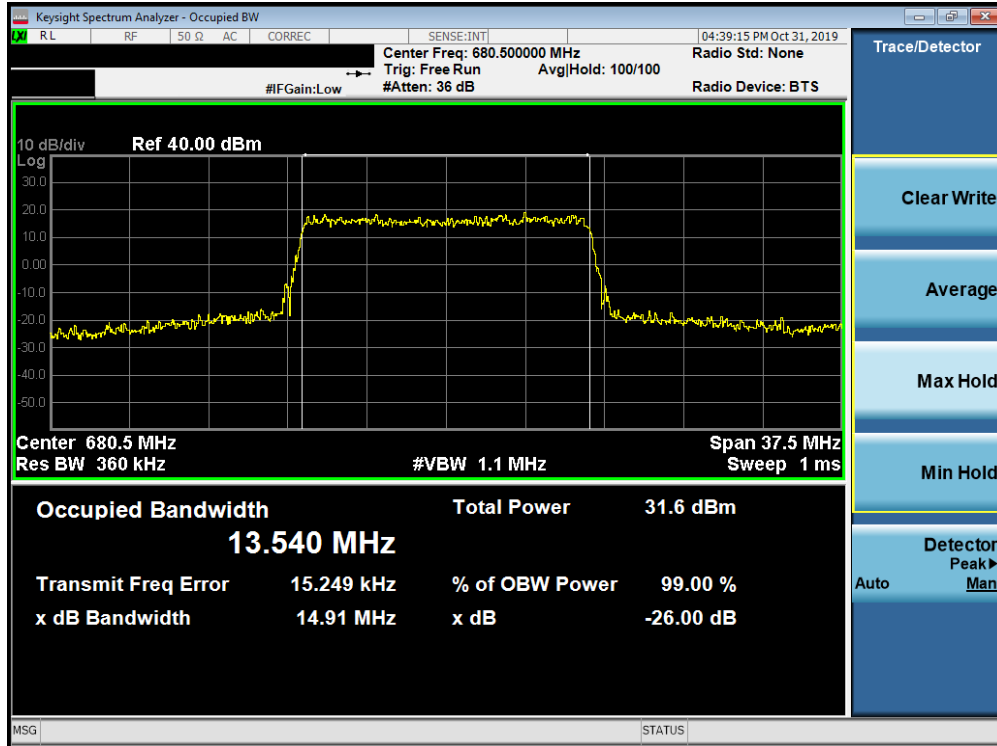 Keysight Spectrum Analyzer - Occupied BW
LXI RL RF 50 Ω AC CORREC SENSE:INT 04:39:15 PM Oct 31, 2019
Center Freq: 680.500000 MHz Radio Std: None
Trig: Free Run Avg|Hold: 100/100
#IFGain:Low #Atten: 36 dB Radio Device: BTS
10 dB/div Ref 40.00 dBm
Log
30.0
20.0
10.0
0.00
-10.0
-20.0
-30.0
-40.0
-50.0
Center 680.5 MHz Span 37.5 MHz
Res BW 360 kHz #VBW 1.1 MHz Sweep 1 ms
Occupied Bandwidth Total Power 31.6 dBm
13.540 MHz
Transmit Freq Error 15.249 kHz % of OBW Power 99.00 %
x dB Bandwidth 14.91 MHz x dB -26.00 dB
MSG STATUS
Trace/Detector
Clear Write
Average
Max Hold
Min Hold
Detector
Peak▶
Auto Man